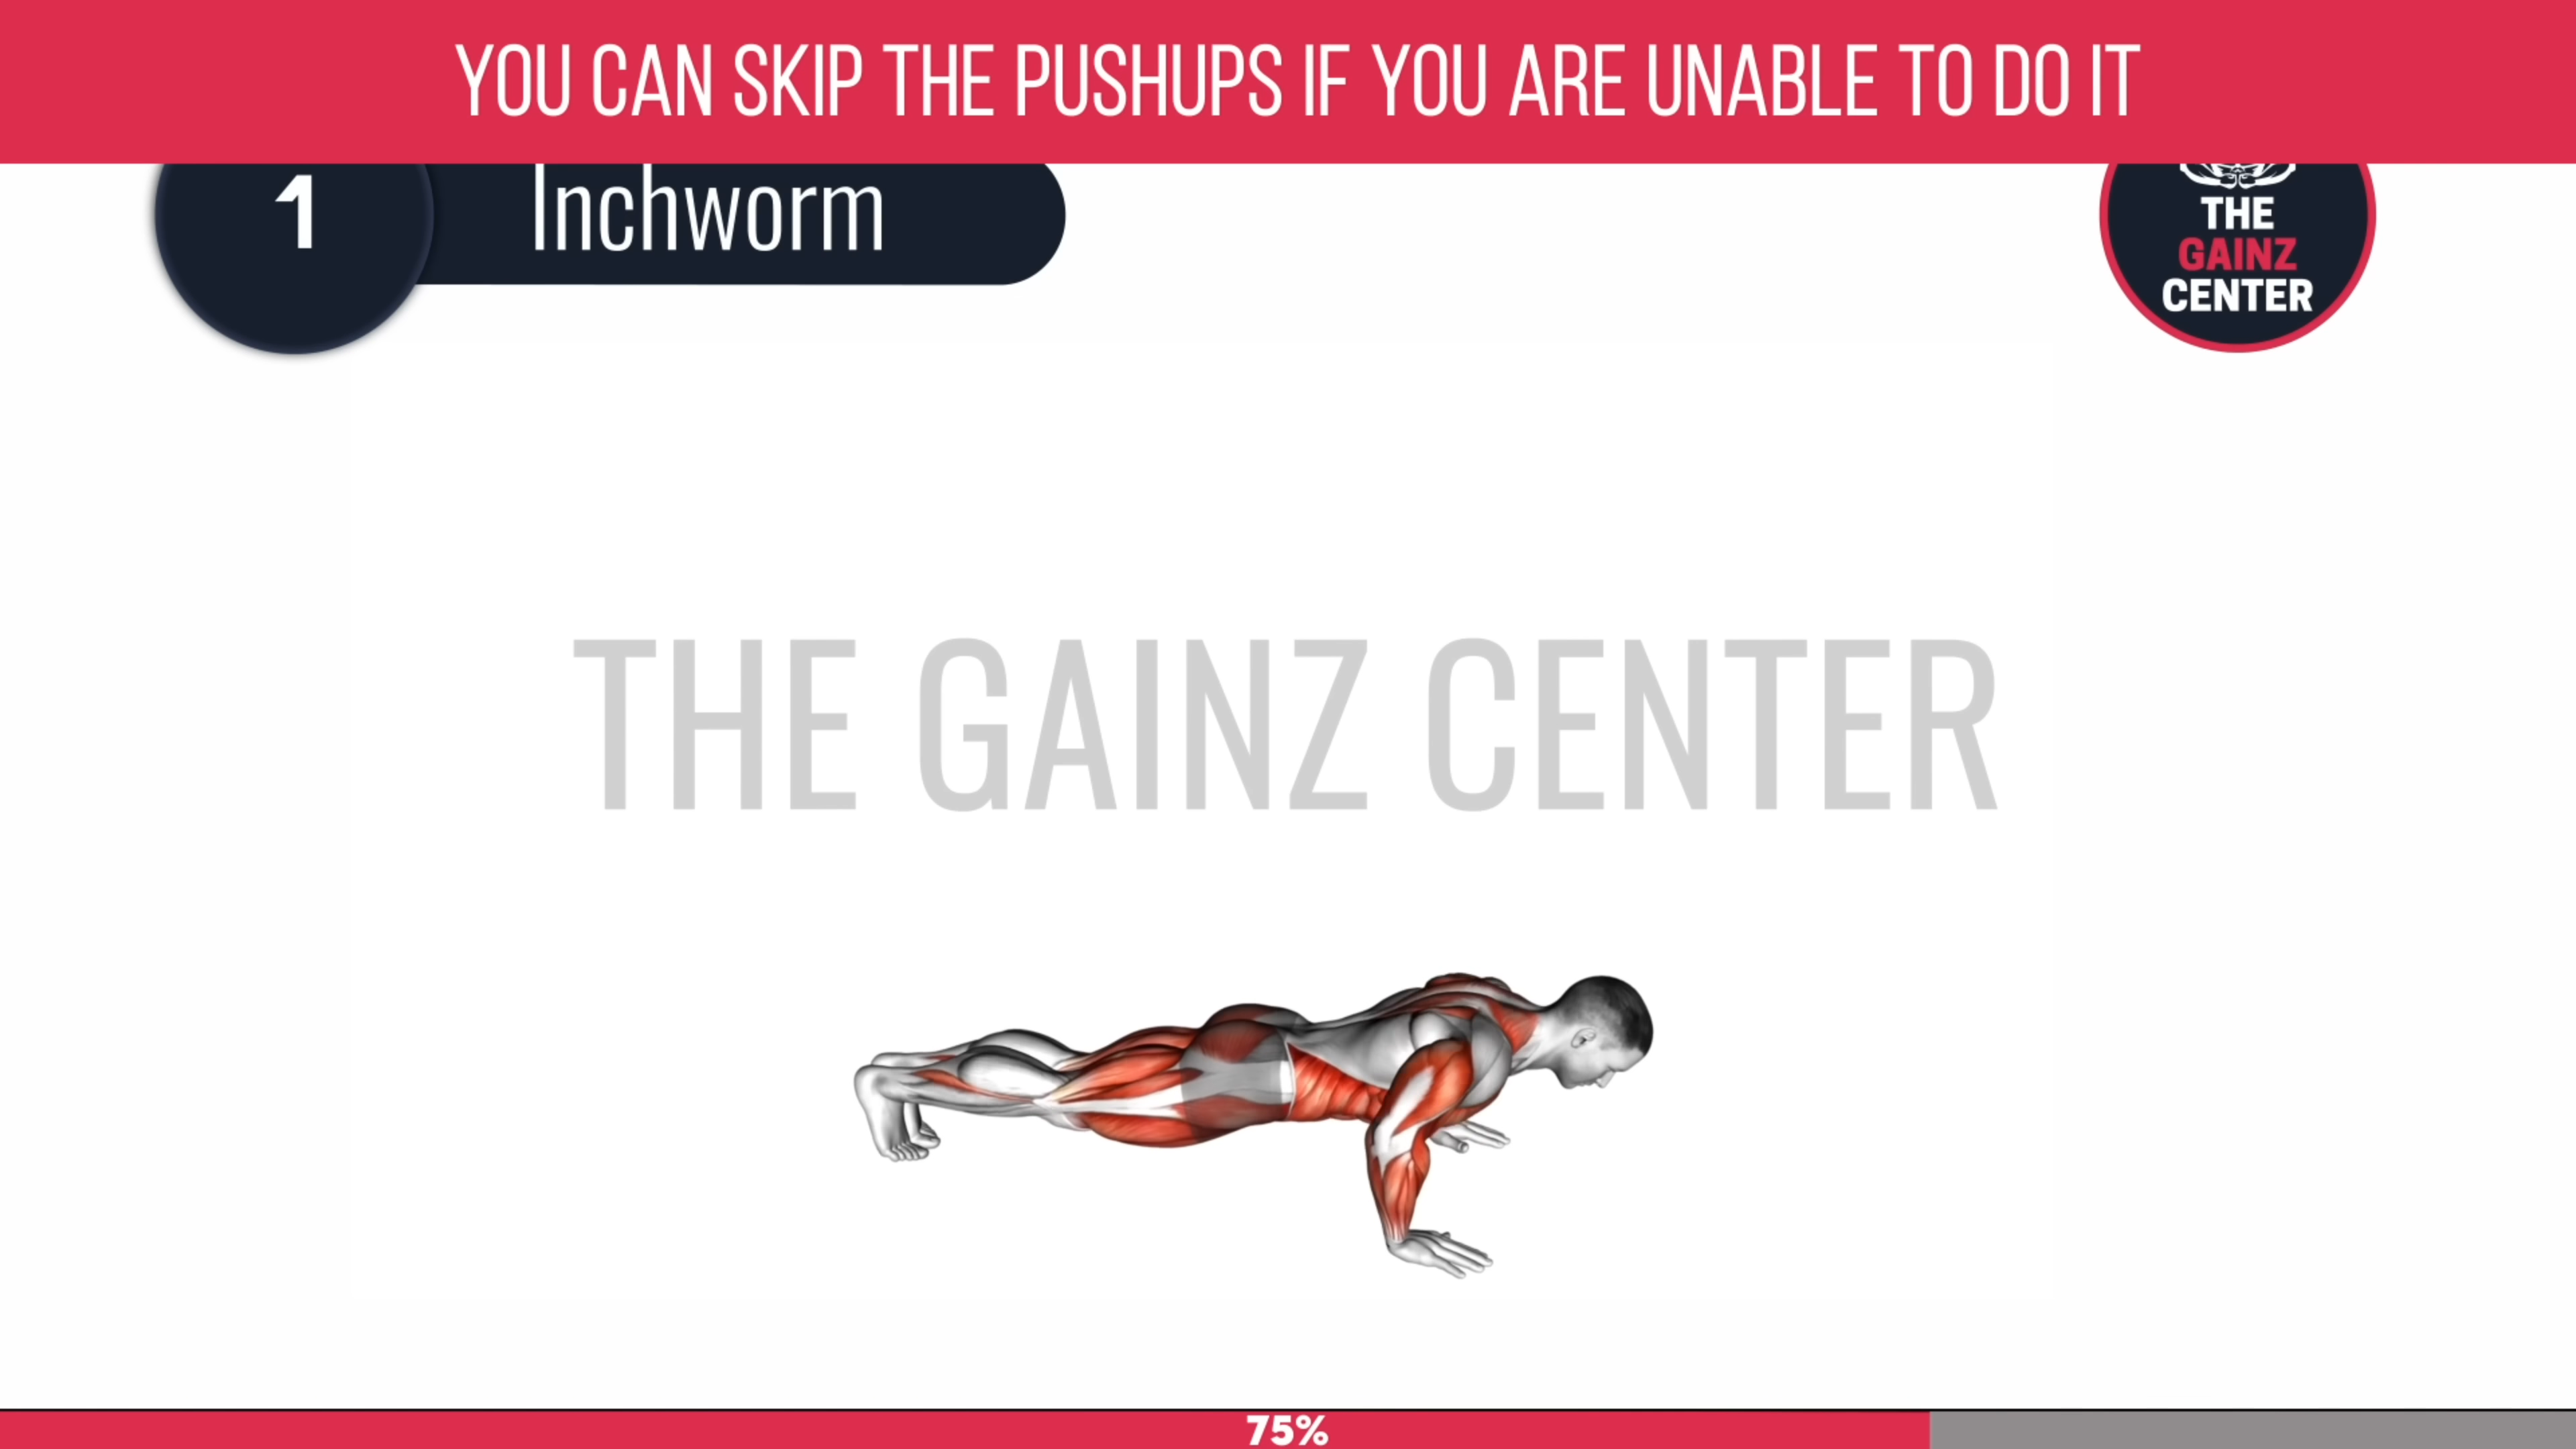 YOU CAN SKIP THE PUSHUPS IF YOU ARE UNABLE TO DO IT
1
Inchworm
THE
GAINZ
CENTER
THE GAINZ CENTER
75%